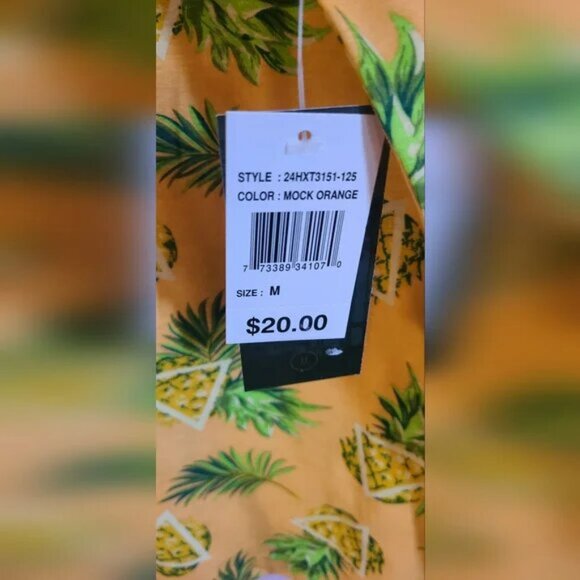 STYLE : 24HXT3151-125
COLOR : MOCK ORANGE
7 73389 34107 0
SIZE : M
$20.00